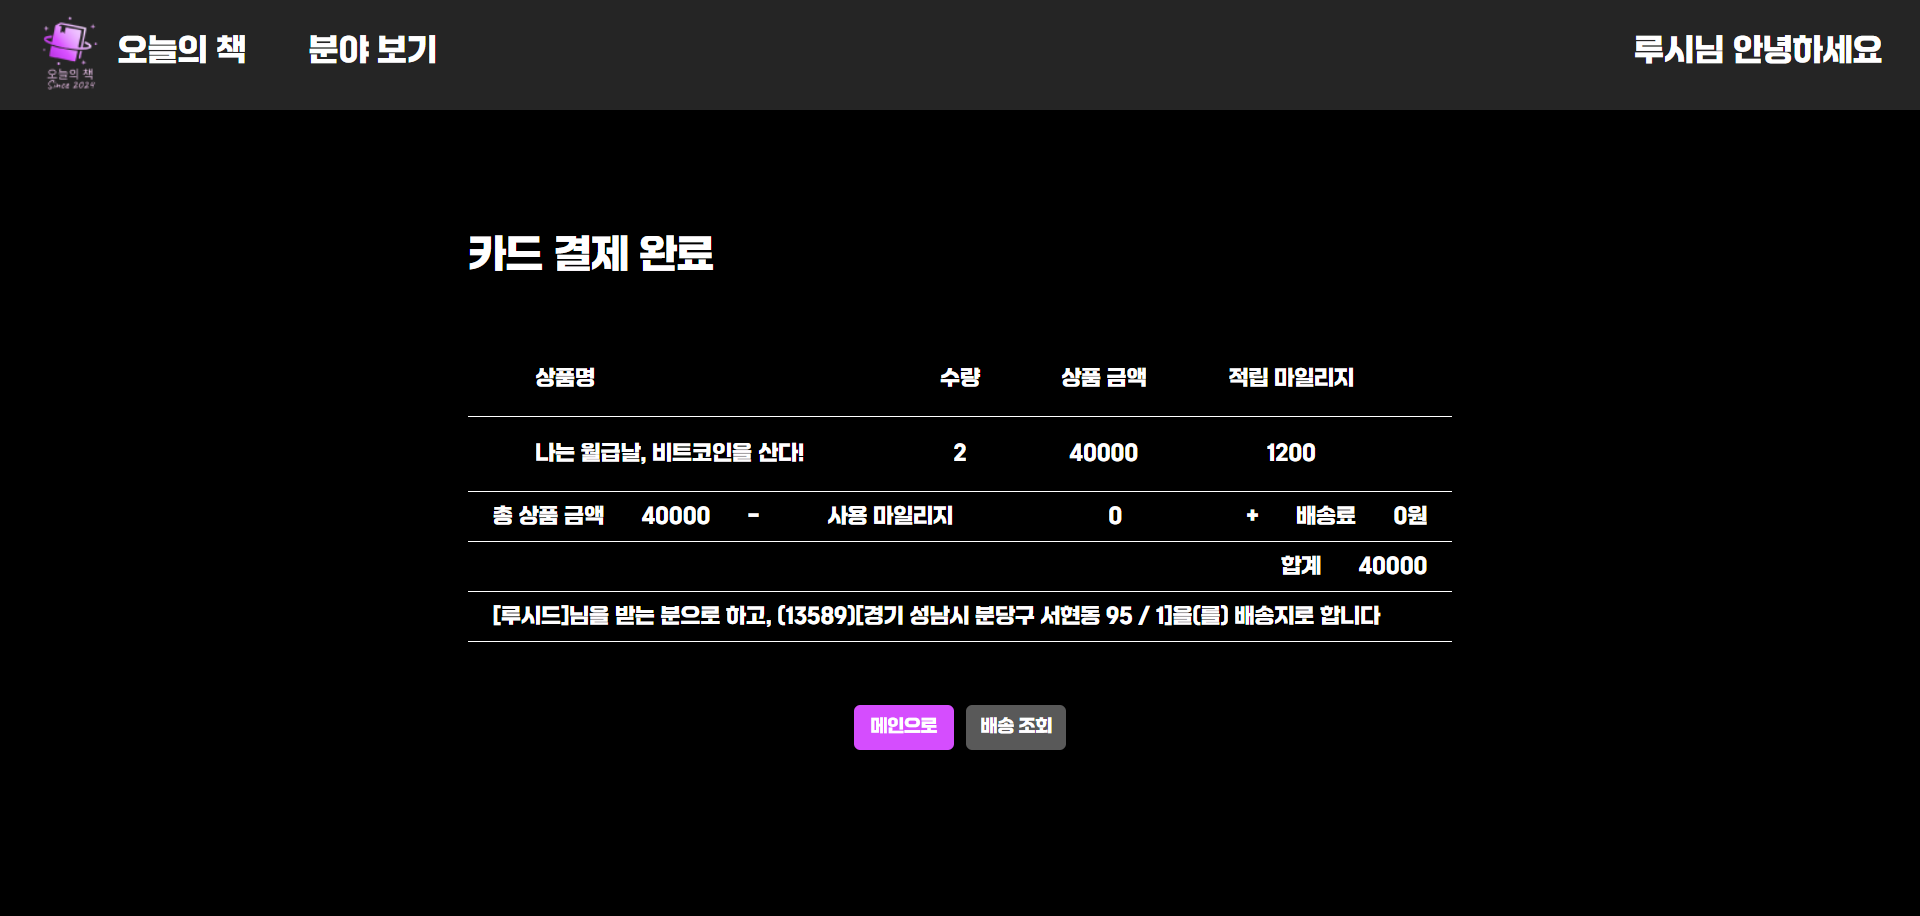 오늘의 책
Since 2024
오늘의 책 분야 보기 루시님 안녕하세요
카드 결제 완료
상품명 수량 상품 금액 적립 마일리지
나는 월급날, 비트코인을 산다! 2 40000 1200
총 상품 금액 40000 - 사용 마일리지 0 + 배송료 0원
합계 40000
[루시드]님을 받는 분으로 하고, (13589)[경기 성남시 분당구 서현동 95 / 1]을(를) 배송지로 합니다
메인으로 배송 조회